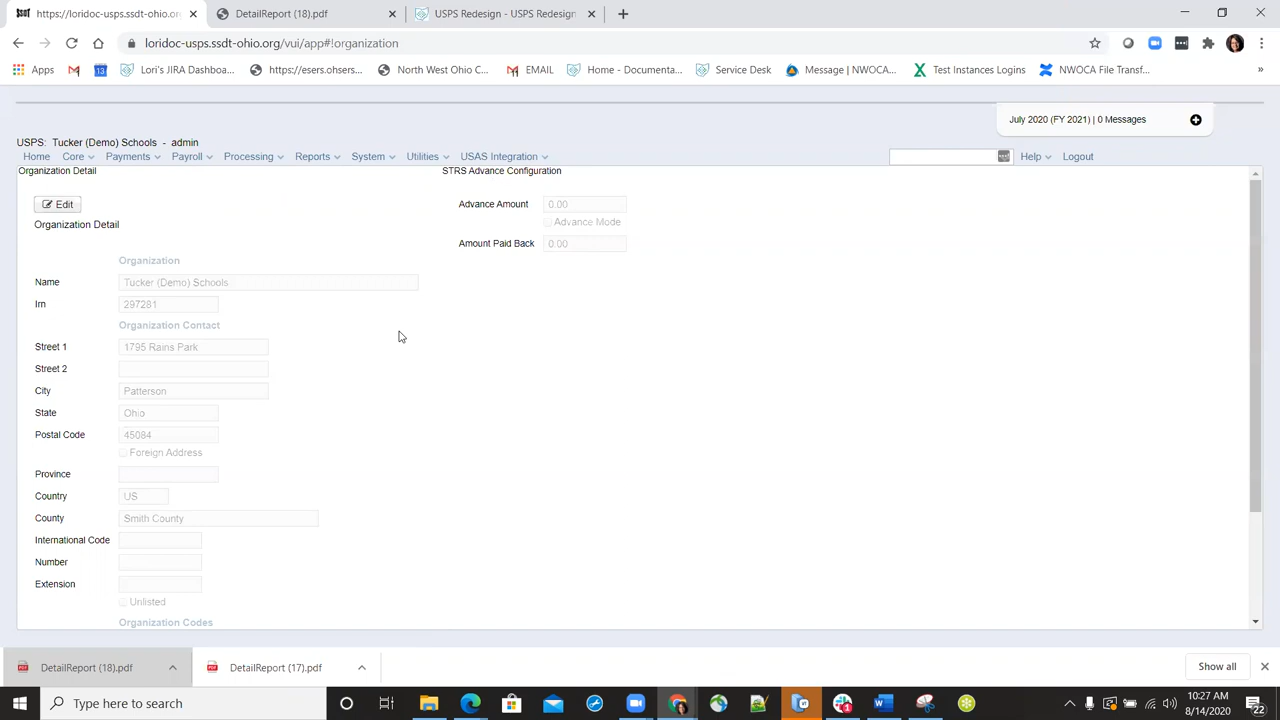 https://loridoc-usps.ssdt-ohio.or
DetailReport (18).pdf
USPS Redesign - USPS Redesign
loridoc-usps.ssdt-ohio.org/vui/app#!organization
Apps
Lori's JIRA Dashba...
https://esers.ohsers...
North West Ohio C...
EMAIL
Home - Documenta...
Service Desk
Message | NWOCA...
Test Instances Logins
NWOCA File Transf...
July 2020 (FY 2021) | 0 Messages
USPS: Tucker (Demo) Schools - admin
Home Core Payments Payroll Processing Reports System Utilities USAS Integration Help Logout
Organization Detail
STRS Advance Configuration
Edit
Advance Amount 0.00
Advance Mode
Organization Detail
Amount Paid Back 0.00
Organization
Name Tucker (Demo) Schools
Irn 297281
Organization Contact
Street 1 1795 Rains Park
Street 2
City Patterson
State Ohio
Postal Code 45084
Foreign Address
Province
Country US
County Smith County
International Code
Number
Extension
Unlisted
Organization Codes
DetailReport (18).pdf
DetailReport (17).pdf
Show all
Type here to search
10:27 AM
8/14/2020
22